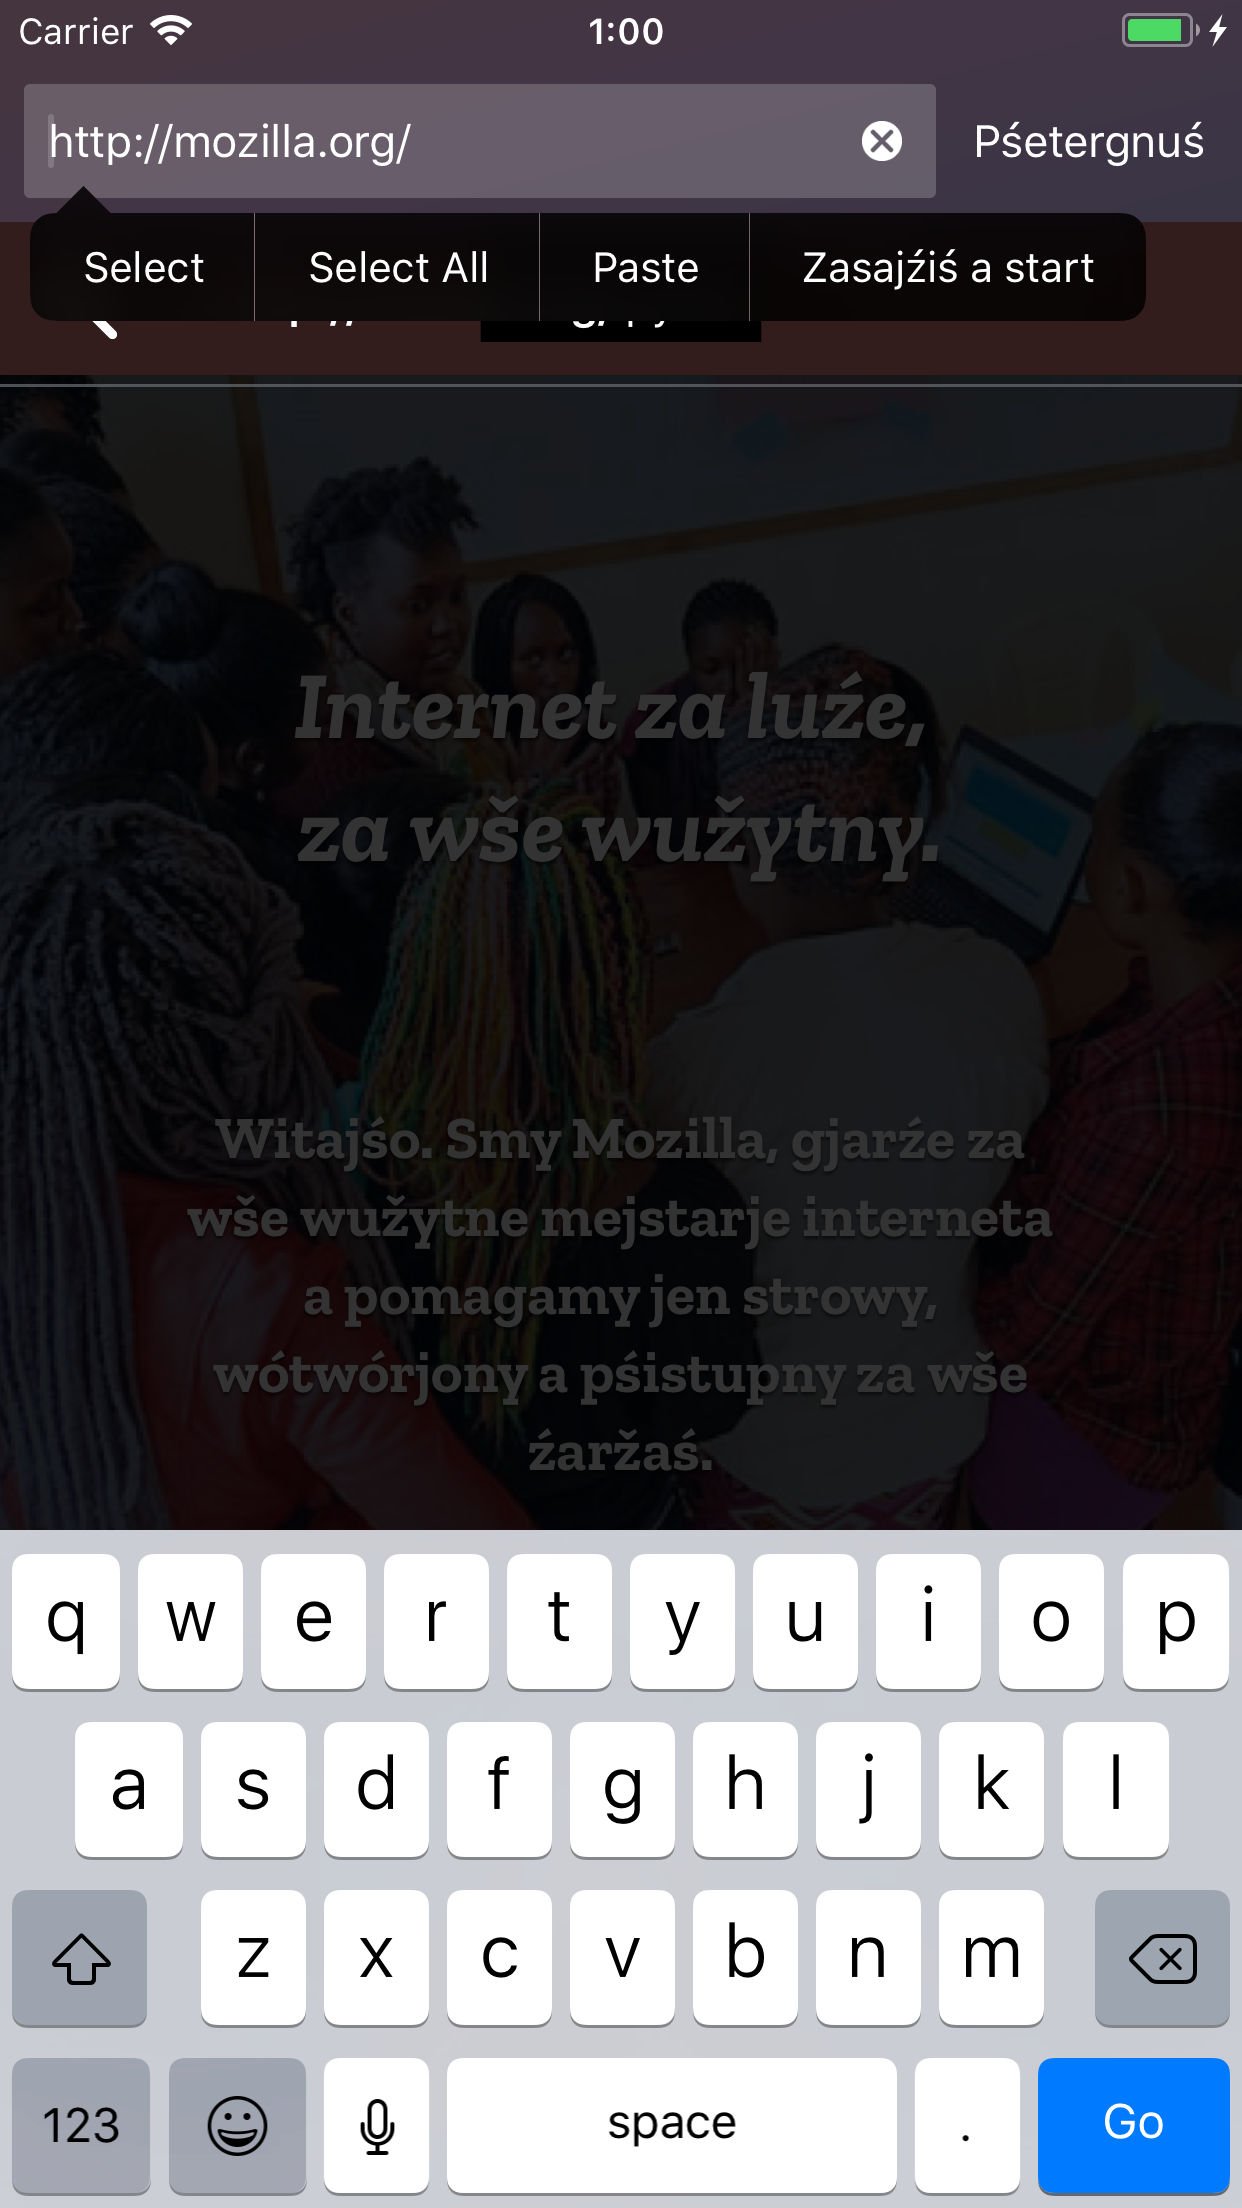 Carrier 1:00
http://mozilla.org/ Pśetergnuś
Select Select All Paste Zasajźiś a start
Internet za luźe,
za wše wužytny.
Witajśo. Smy Mozilla, gjarźe za
wše wužytne mejstarje interneta
a pomagamy jen strowy,
wótwórjony a pśistupny za wše
źaržaś.
q w e r t y u i o p
a s d f g h j k l
z x c v b n m
123 space . Go